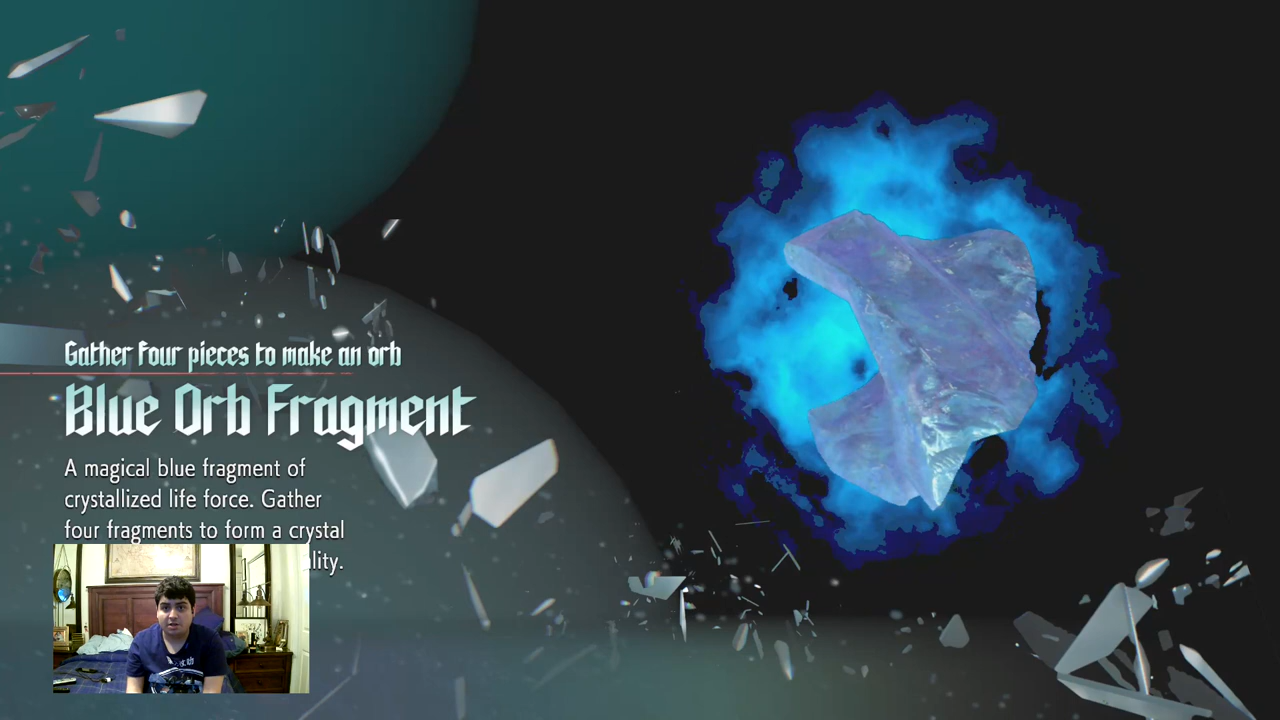 Gather Four pieces to make an orb
Blue Orb Fragment
A magical blue fragment of
crystallized life force. Gather
four fragments to form a crystal